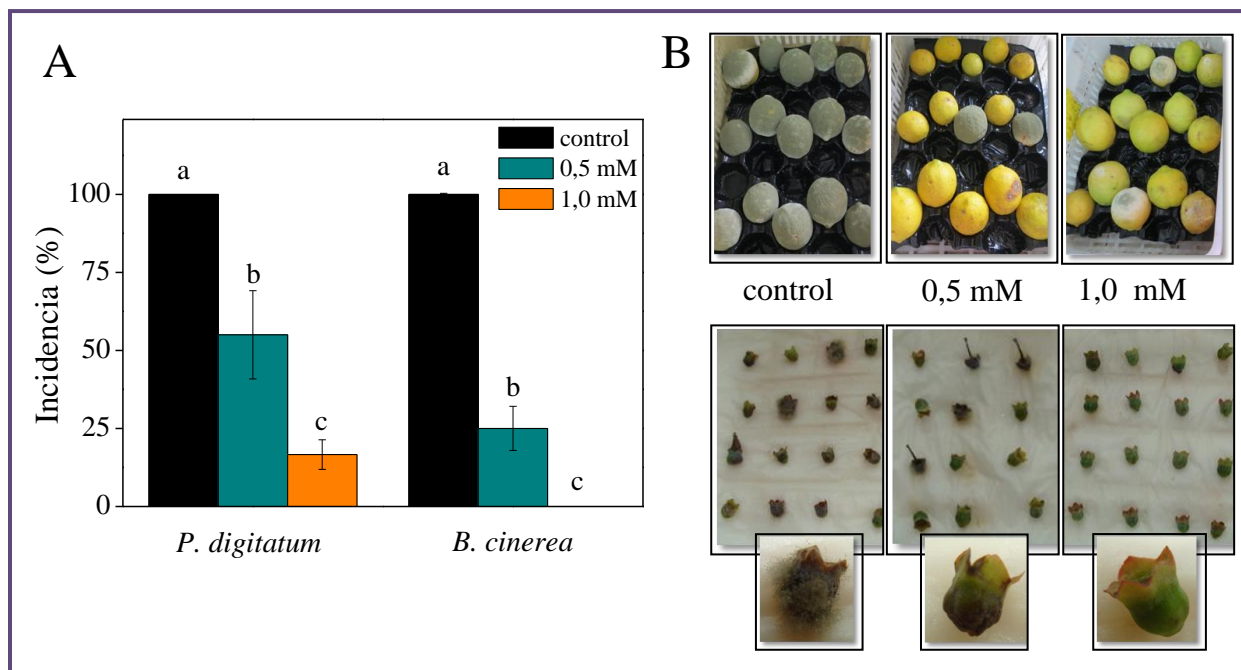 A
B
control
0,5 mM
1,0 mM
Incidencia (%)
100
75
50
25
0
a
b
c
a
b
c
P. digitatum
B. cinerea
control
0,5 mM
1,0 mM